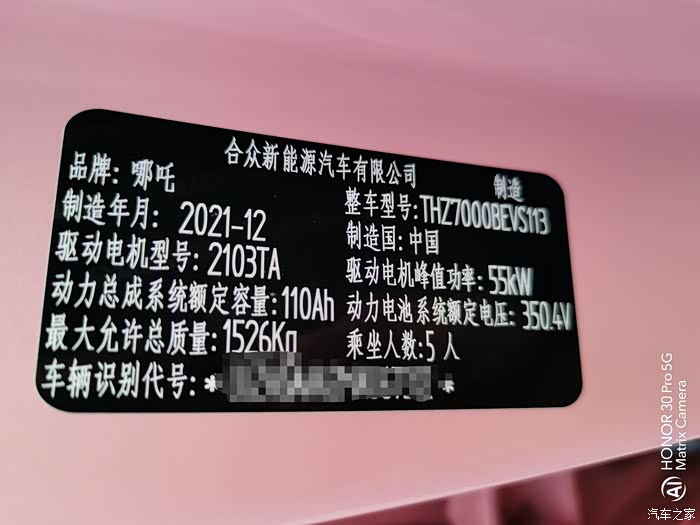 合众新能源汽车有限公司 制造
品牌: 哪吒
整车型号:THZ7000BEVS113
制造年月: 2021-12
制造国:中国
驱动电机型号: 2103TA
驱动电机峰值功率: 55kW
动力总成系统额定容量:110Ah
动力电池系统额定电压: 350.4V
最大允许总质量:1526Kg
乘坐人数:5 人
车辆识别代号: *
*
HONOR 30 Pro 5G
Matrix Camera
AI
汽车之家